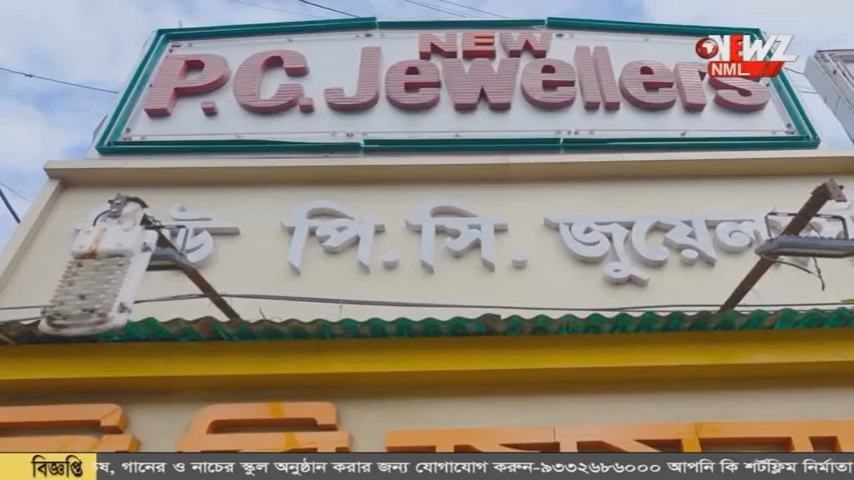 NEW
P.C. Jewellers
NEWZ
NML
উ পি. সি. জুয়েলার্স
বিজ্ঞপ্তি
ষ, গানের ও নাচের স্কুল অনুষ্ঠান করার জন্য যোগাযোগ করুন-৯৩৩২৬৮৬০০০ আপনি কি শর্টফ্লিম নির্মাতা